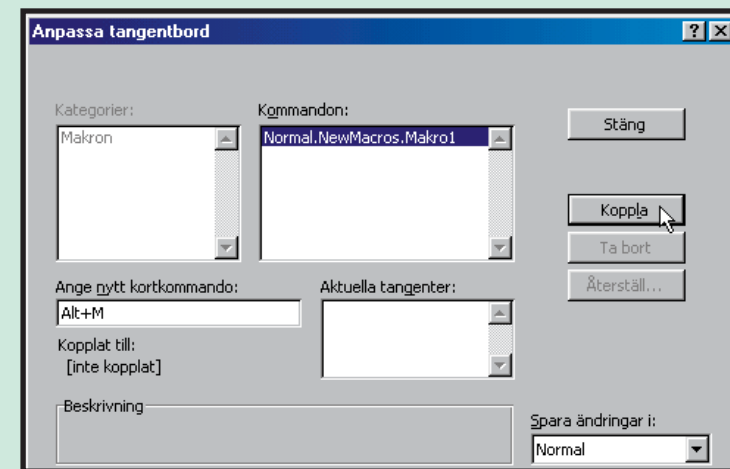 Anpassa tangentbord
Kategorier:
Kommandon:
Makron
Normal.NewMacros.Makro1
Stäng
Koppla
Ta bort
Återställ...
Ange nytt kortkommando:
Aktuella tangenter:
Alt+M
Kopplat till:
[inte kopplat]
Beskrivning
Spara ändringar i:
Normal